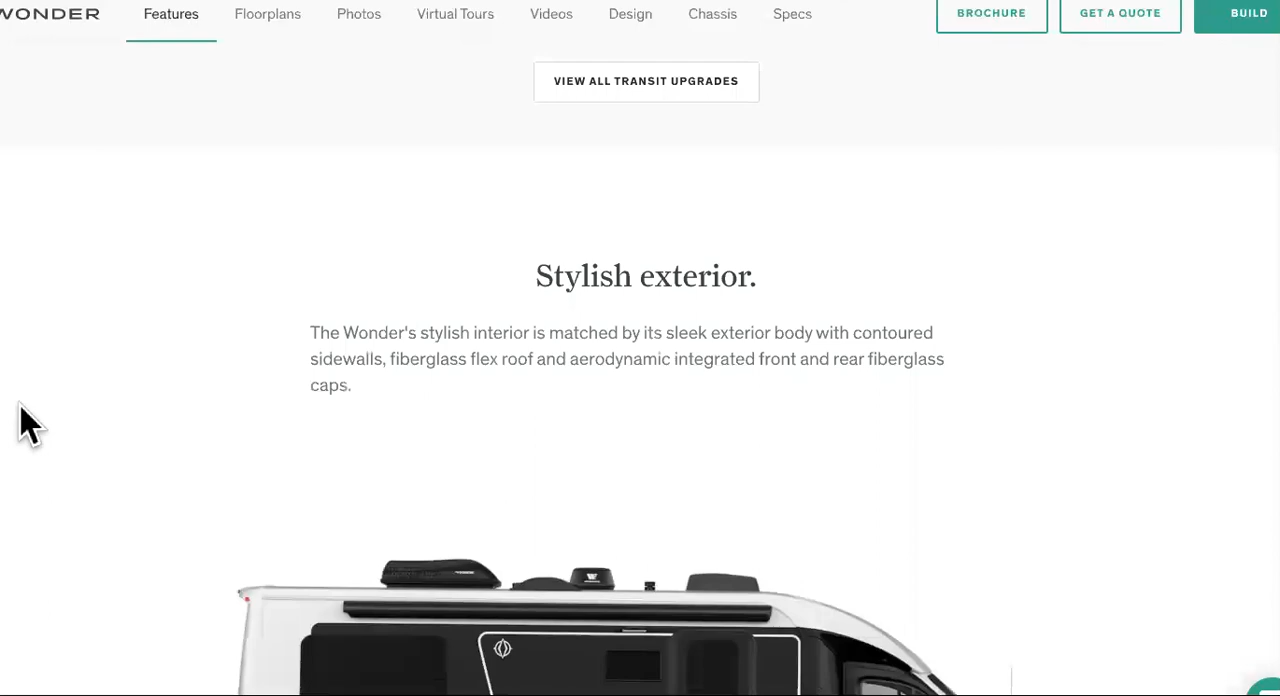 WONDER Features Floorplans Photos Virtual Tours Videos Design Chassis Specs BROCHURE GET A QUOTE BUILD
VIEW ALL TRANSIT UPGRADES
Stylish exterior.
The Wonder's stylish interior is matched by its sleek exterior body with contoured
sidewalls, fiberglass flex roof and aerodynamic integrated front and rear fiberglass
caps.